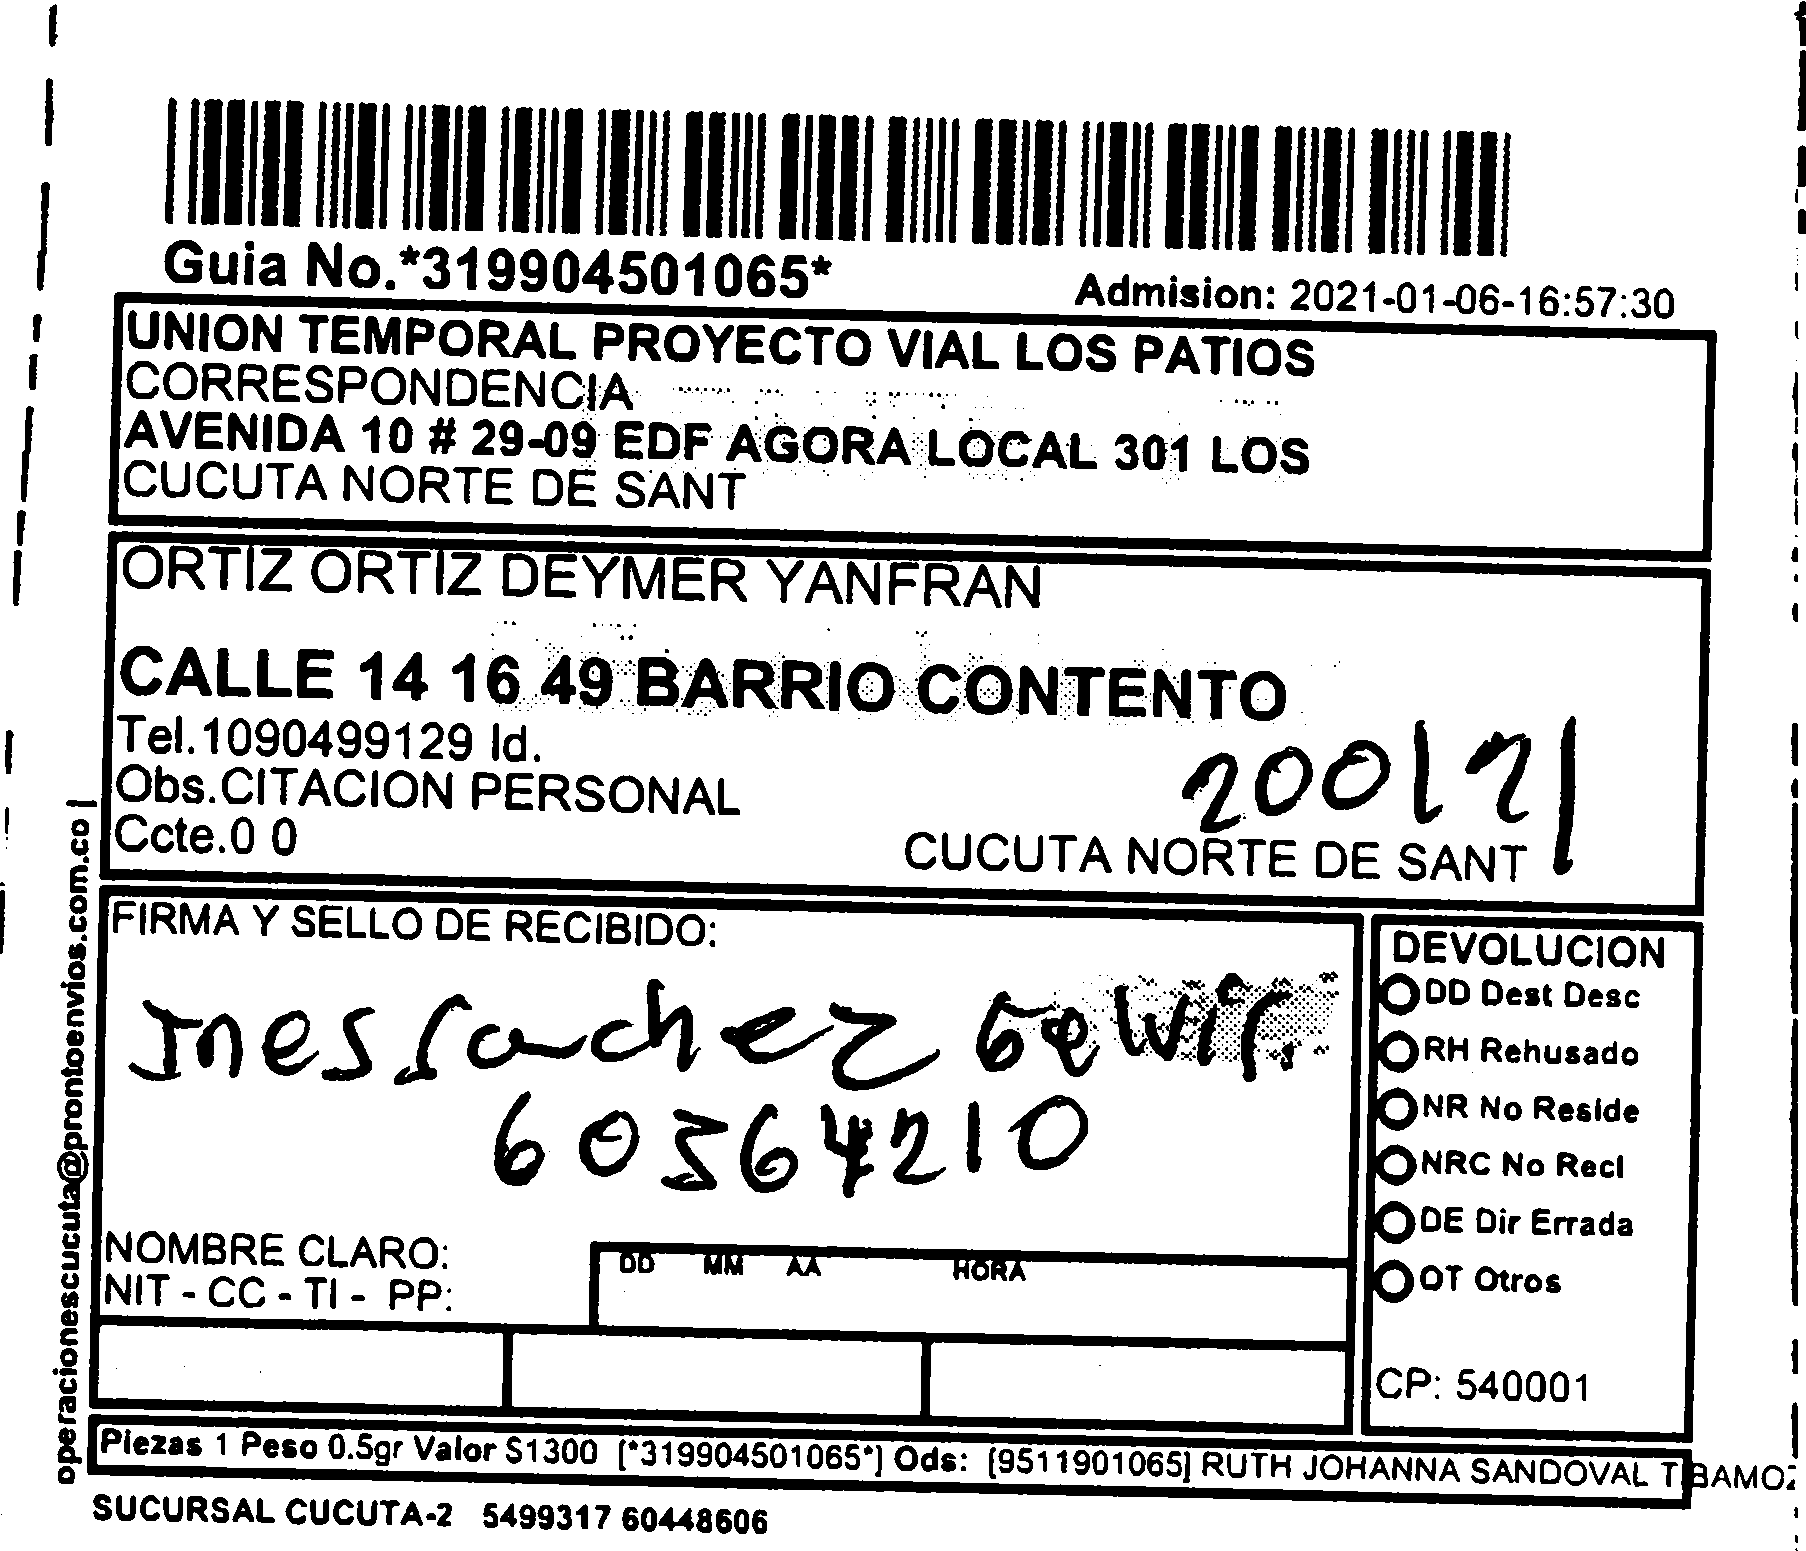 Guia No.*319904501065*
Admision: 2021-01-06-16:57:30
UNION TEMPORAL PROYECTO VIAL LOS PATIOS
CORRESPONDENCIA
AVENIDA 10 # 29-09 EDF AGORA LOCAL 301 LOS
CUCUTA NORTE DE SANT
ORTIZ ORTIZ DEYMER YANFRAN
CALLE 14 16 49 BARRIO CONTENTO
Tel.1090499129 Id.
Obs.CITACION PERSONAL
200121
Ccte.0 0
CUCUTA NORTE DE SANT
FIRMA Y SELLO DE RECIBIDO:
Ines Sanchez
60364210
NOMBRE CLARO:
NIT - CC - TI - PP:
DD MM AA HORA
DEVOLUCION
DD Dest Desc
RH Rehusado
NR No Reside
NRC No Recl
DE Dir Errada
OT Otros
CP: 540001
Piezas 1 Peso 0.5gr Valor $1300 [*319904501065*] Ods: [9511901065] RUTH JOHANNA SANDOVAL
SUCURSAL CUCUTA-2 5499317 60448606
operacionescucuta@prontoenvios.com.co |